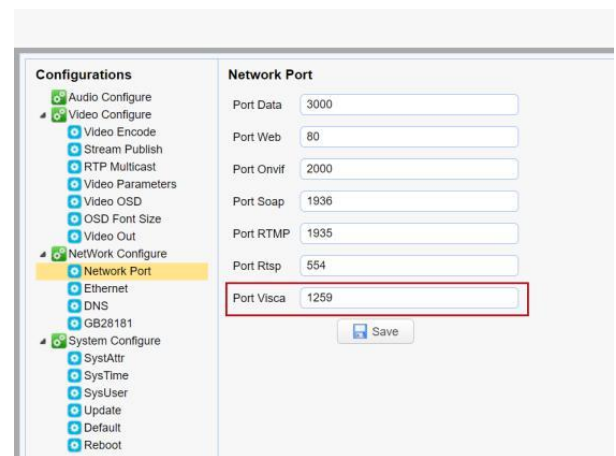 Configurations
Audio Configure
Video Configure
Video Encode
Stream Publish
RTP Multicast
Video Parameters
Video OSD
OSD Font Size
Video Out
NetWork Configure
Network Port
Ethernet
DNS
GB28181
System Configure
SystAttr
SysTime
SysUser
Update
Default
Reboot
Network Port
Port Data 3000
Port Web 80
Port Onvif 2000
Port Soap 1936
Port RTMP 1935
Port Rtsp 554
Port Visca 1259
Save